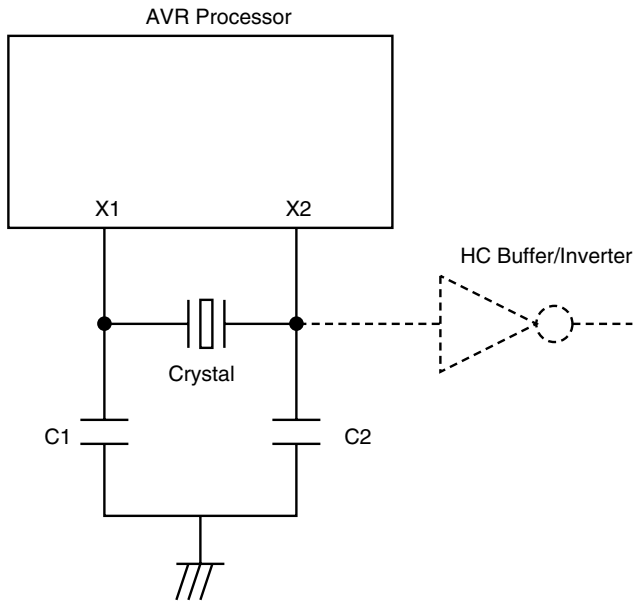 AVR Processor
X1
X2
HC Buffer/Inverter
Crystal
C1
C2